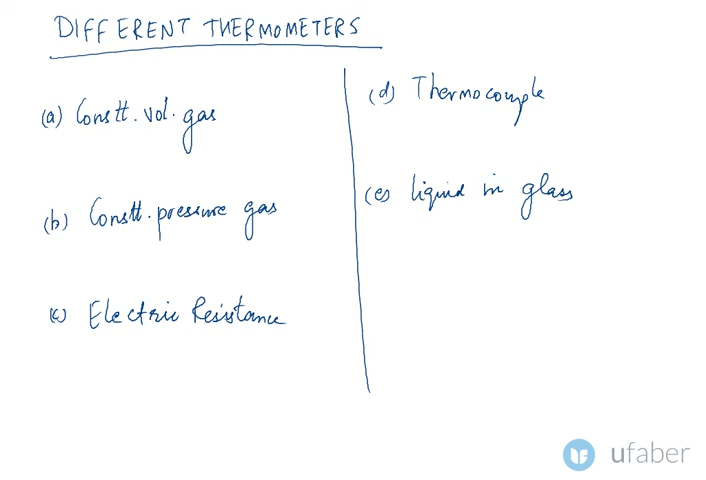 DIFFERENT THERMOMETERS
(a) Constt. vol. gas
(b) Constt. pressure gas
(c) Electric Resistance
(d) Thermocouple
(e) liquid in glass
ufaber